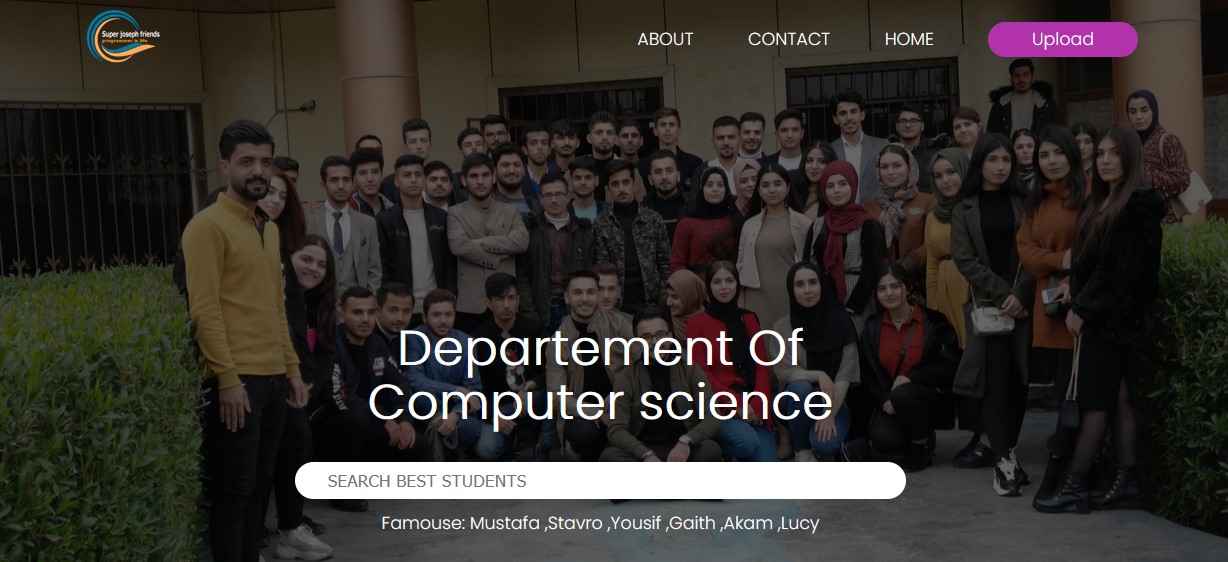 Super joseph friends
programmer is life
ABOUT
CONTACT
HOME
Upload
Departement Of
Computer science
SEARCH BEST STUDENTS
Famouse: Mustafa ,Stavro ,Yousif ,Gaith ,Akam ,Lucy